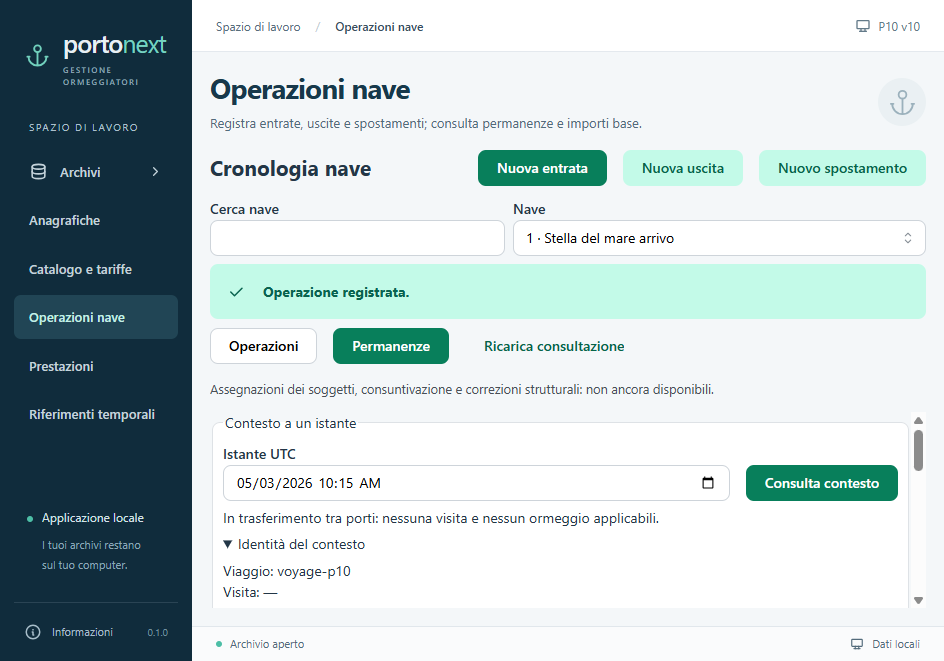 portonext
GESTIONE
ORMEGGIATORI
SPAZIO DI LAVORO
Archivi
Anagrafiche
Catalogo e tariffe
Operazioni nave
Prestazioni
Riferimenti temporali
Applicazione locale
I tuoi archivi restano
sul tuo computer.
Informazioni 0.1.0
Spazio di lavoro / Operazioni nave
P10 v10
Operazioni nave
Registra entrate, uscite e spostamenti; consulta permanenze e importi base.
Cronologia nave
Nuova entrata
Nuova uscita
Nuovo spostamento
Cerca nave
Nave
1 · Stella del mare arrivo
Operazione registrata.
Operazioni
Permanenze
Ricarica consultazione
Assegnazioni dei soggetti, consuntivazione e correzioni strutturali: non ancora disponibili.
Contesto a un istante
Istante UTC
05/03/2026 10:15 AM
Consulta contesto
In trasferimento tra porti: nessuna visita e nessun ormeggio applicabili.
▼ Identità del contesto
Viaggio: voyage-p10
Visita: —
Archivio aperto
Dati locali